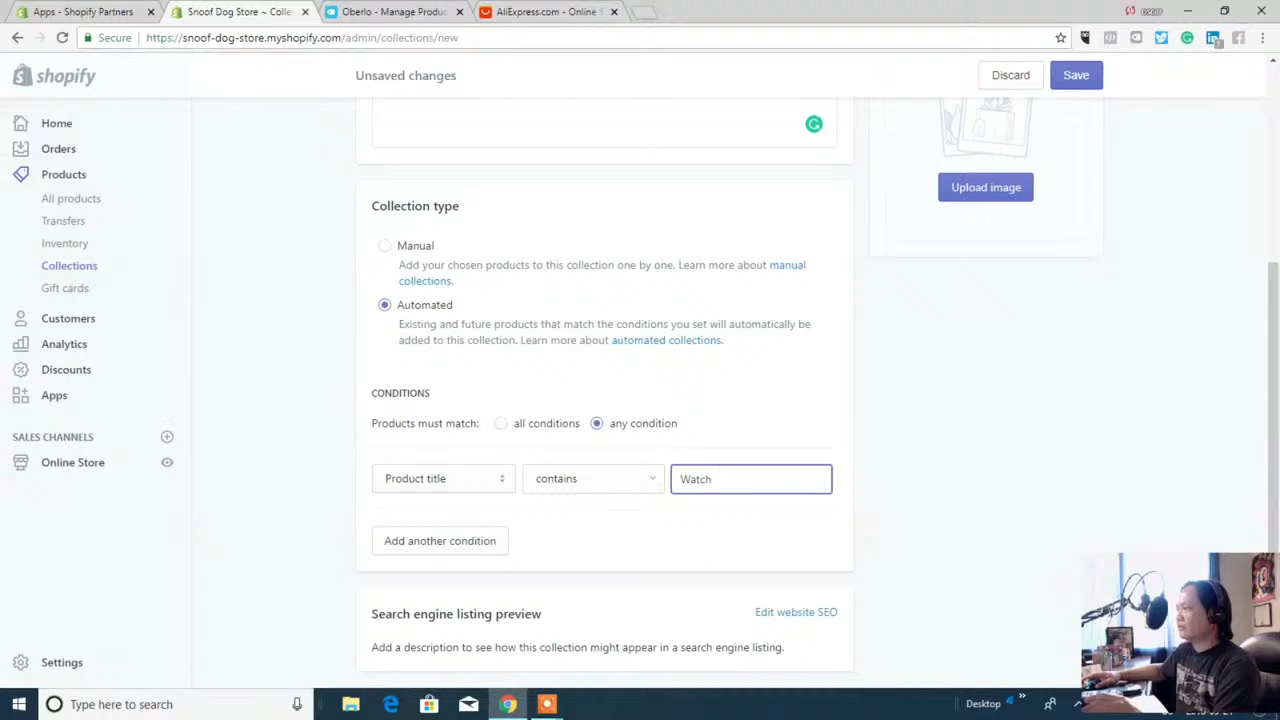 Apps - Shopify Partners
Snoof Dog Store ~ Colle
Oberlo - Manage Produc
AliExpress.com - Online S
Secure
https://snoof-dog-store.myshopify.com/admin/collections/new
shopify
Unsaved changes
Discard
Save
Home
Orders
Products
All products
Transfers
Inventory
Collections
Gift cards
Customers
Analytics
Discounts
Apps
SALES CHANNELS
Online Store
Settings
Upload image
Collection type
Manual
Add your chosen products to this collection one by one. Learn more about manual
collections.
Automated
Existing and future products that match the conditions you set will automatically be
added to this collection. Learn more about automated collections.
CONDITIONS
Products must match: all conditions any condition
Product title contains Watch
Add another condition
Search engine listing preview
Edit website SEO
Add a description to see how this collection might appear in a search engine listing.
Type here to search
Desktop